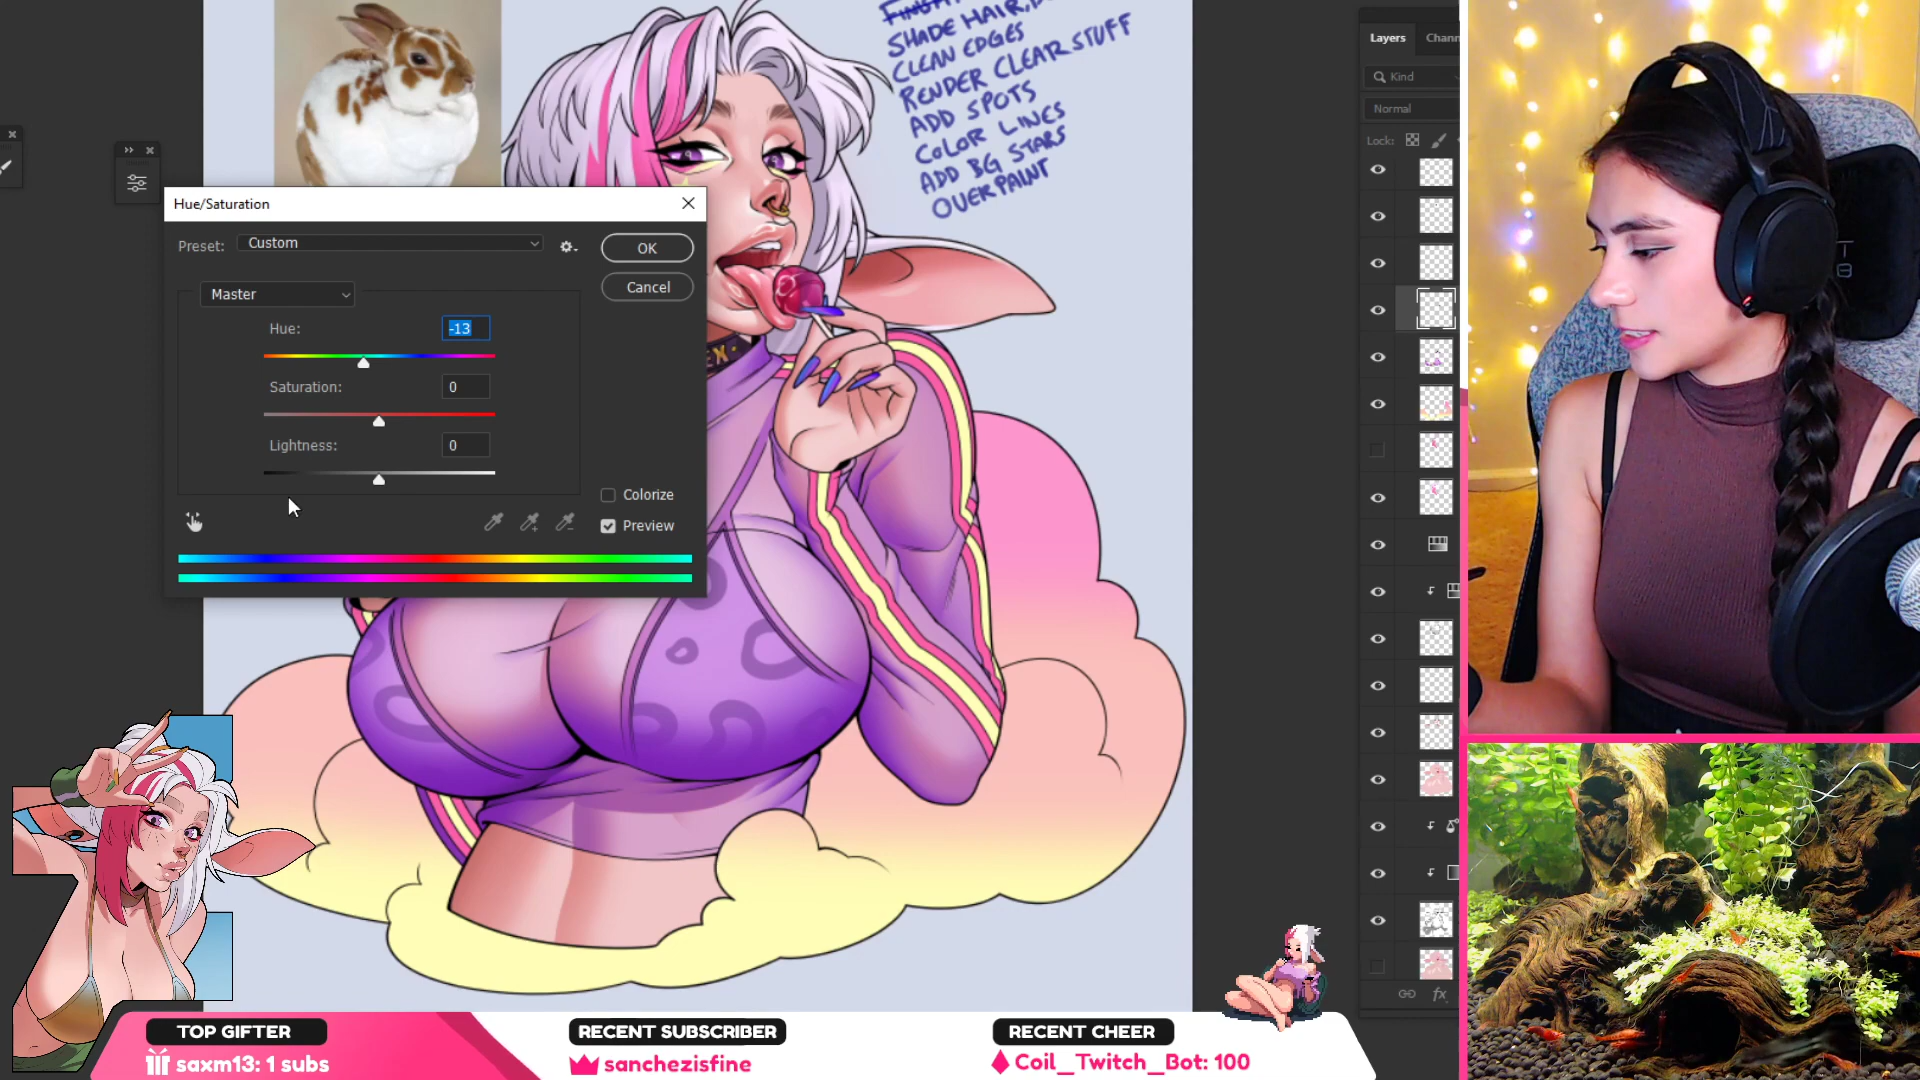 SHADE HAIR,
CLEAN EDGES
RENDER CLEAR STUFF
ADD SPOTS
COLOR LINES
ADD BG STARS
OVERPAINT
Hue/Saturation
Preset:
Custom
OK
Cancel
Master
Hue:
-13
Saturation:
0
Lightness:
0
Colorize
Preview
Layers
Chann
Kind
Normal
Lock:
fx
TOP GIFTER
saxm13: 1 subs
RECENT SUBSCRIBER
sanchezisfine
RECENT CHEER
Coil_Twitch_Bot: 100